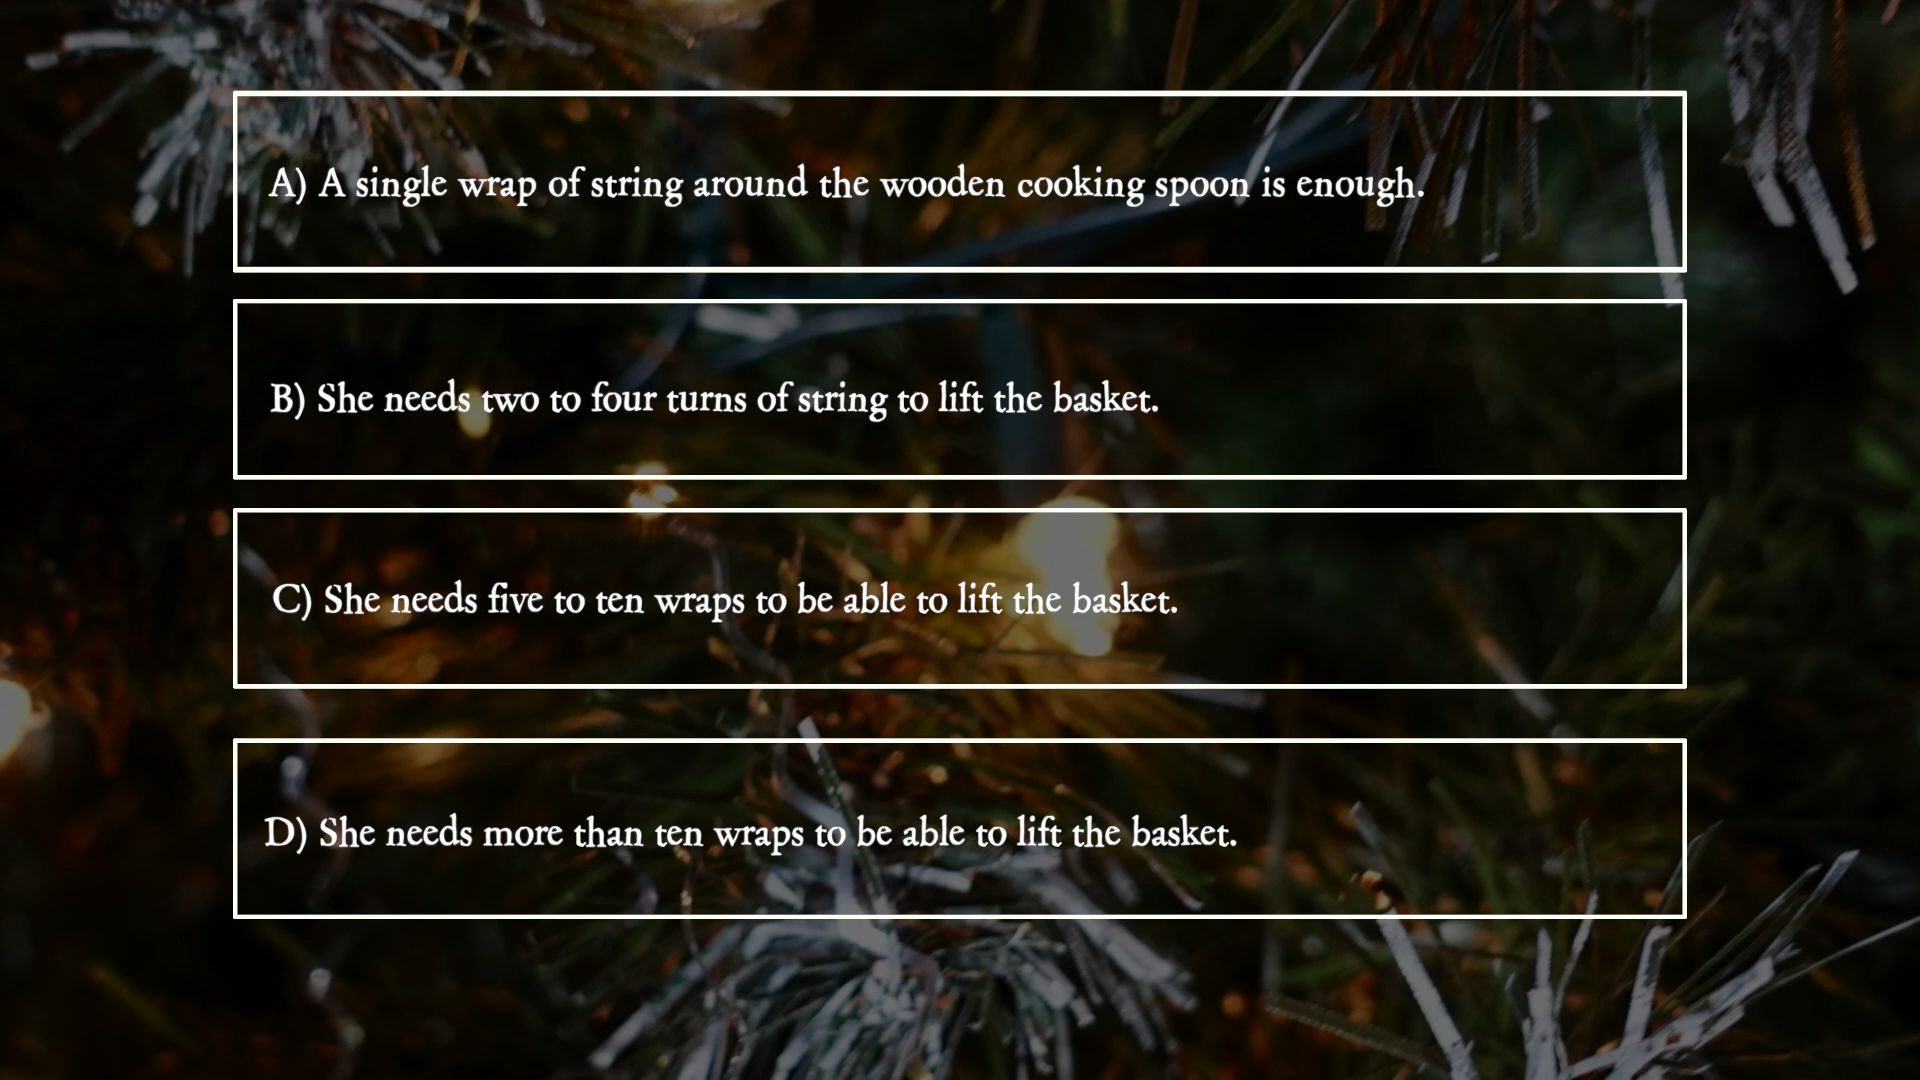 A) A single wrap of string around the wooden cooking spoon is enough.
B) She needs two to four turns of string to lift the basket.
C) She needs five to ten wraps to be able to lift the basket.
D) She needs more than ten wraps to be able to lift the basket.